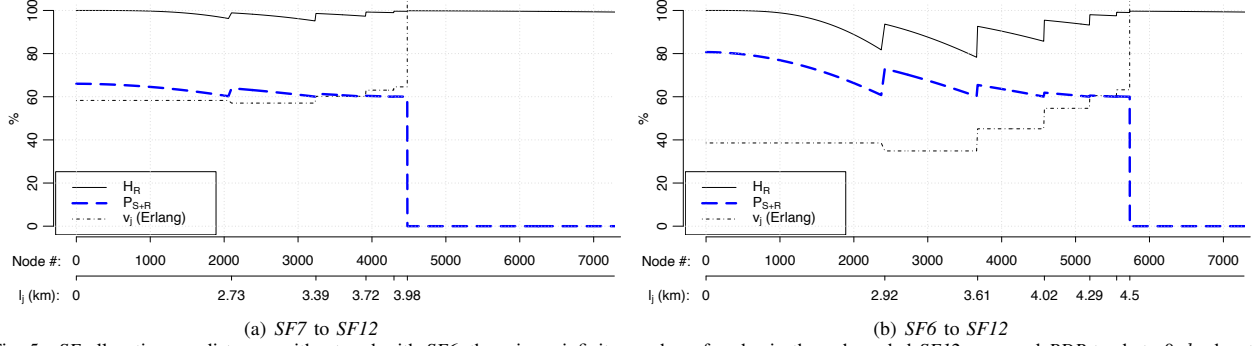 100
80
60
40
20
0
%
H_R
P_{S+R}
v_j (Erlang)
Node #: 0 1000 2000 3000 4000 5000 6000 7000
l_j (km): 0 2.73 3.39 3.72 3.98
(a) SF7 to SF12
100
80
60
40
20
0
%
H_R
P_{S+R}
v_j (Erlang)
Node #: 0 1000 2000 3000 4000 5000 6000 7000
l_j (km): 0 2.92 3.61 4.02 4.29 4.5
(b) SF6 to SF12